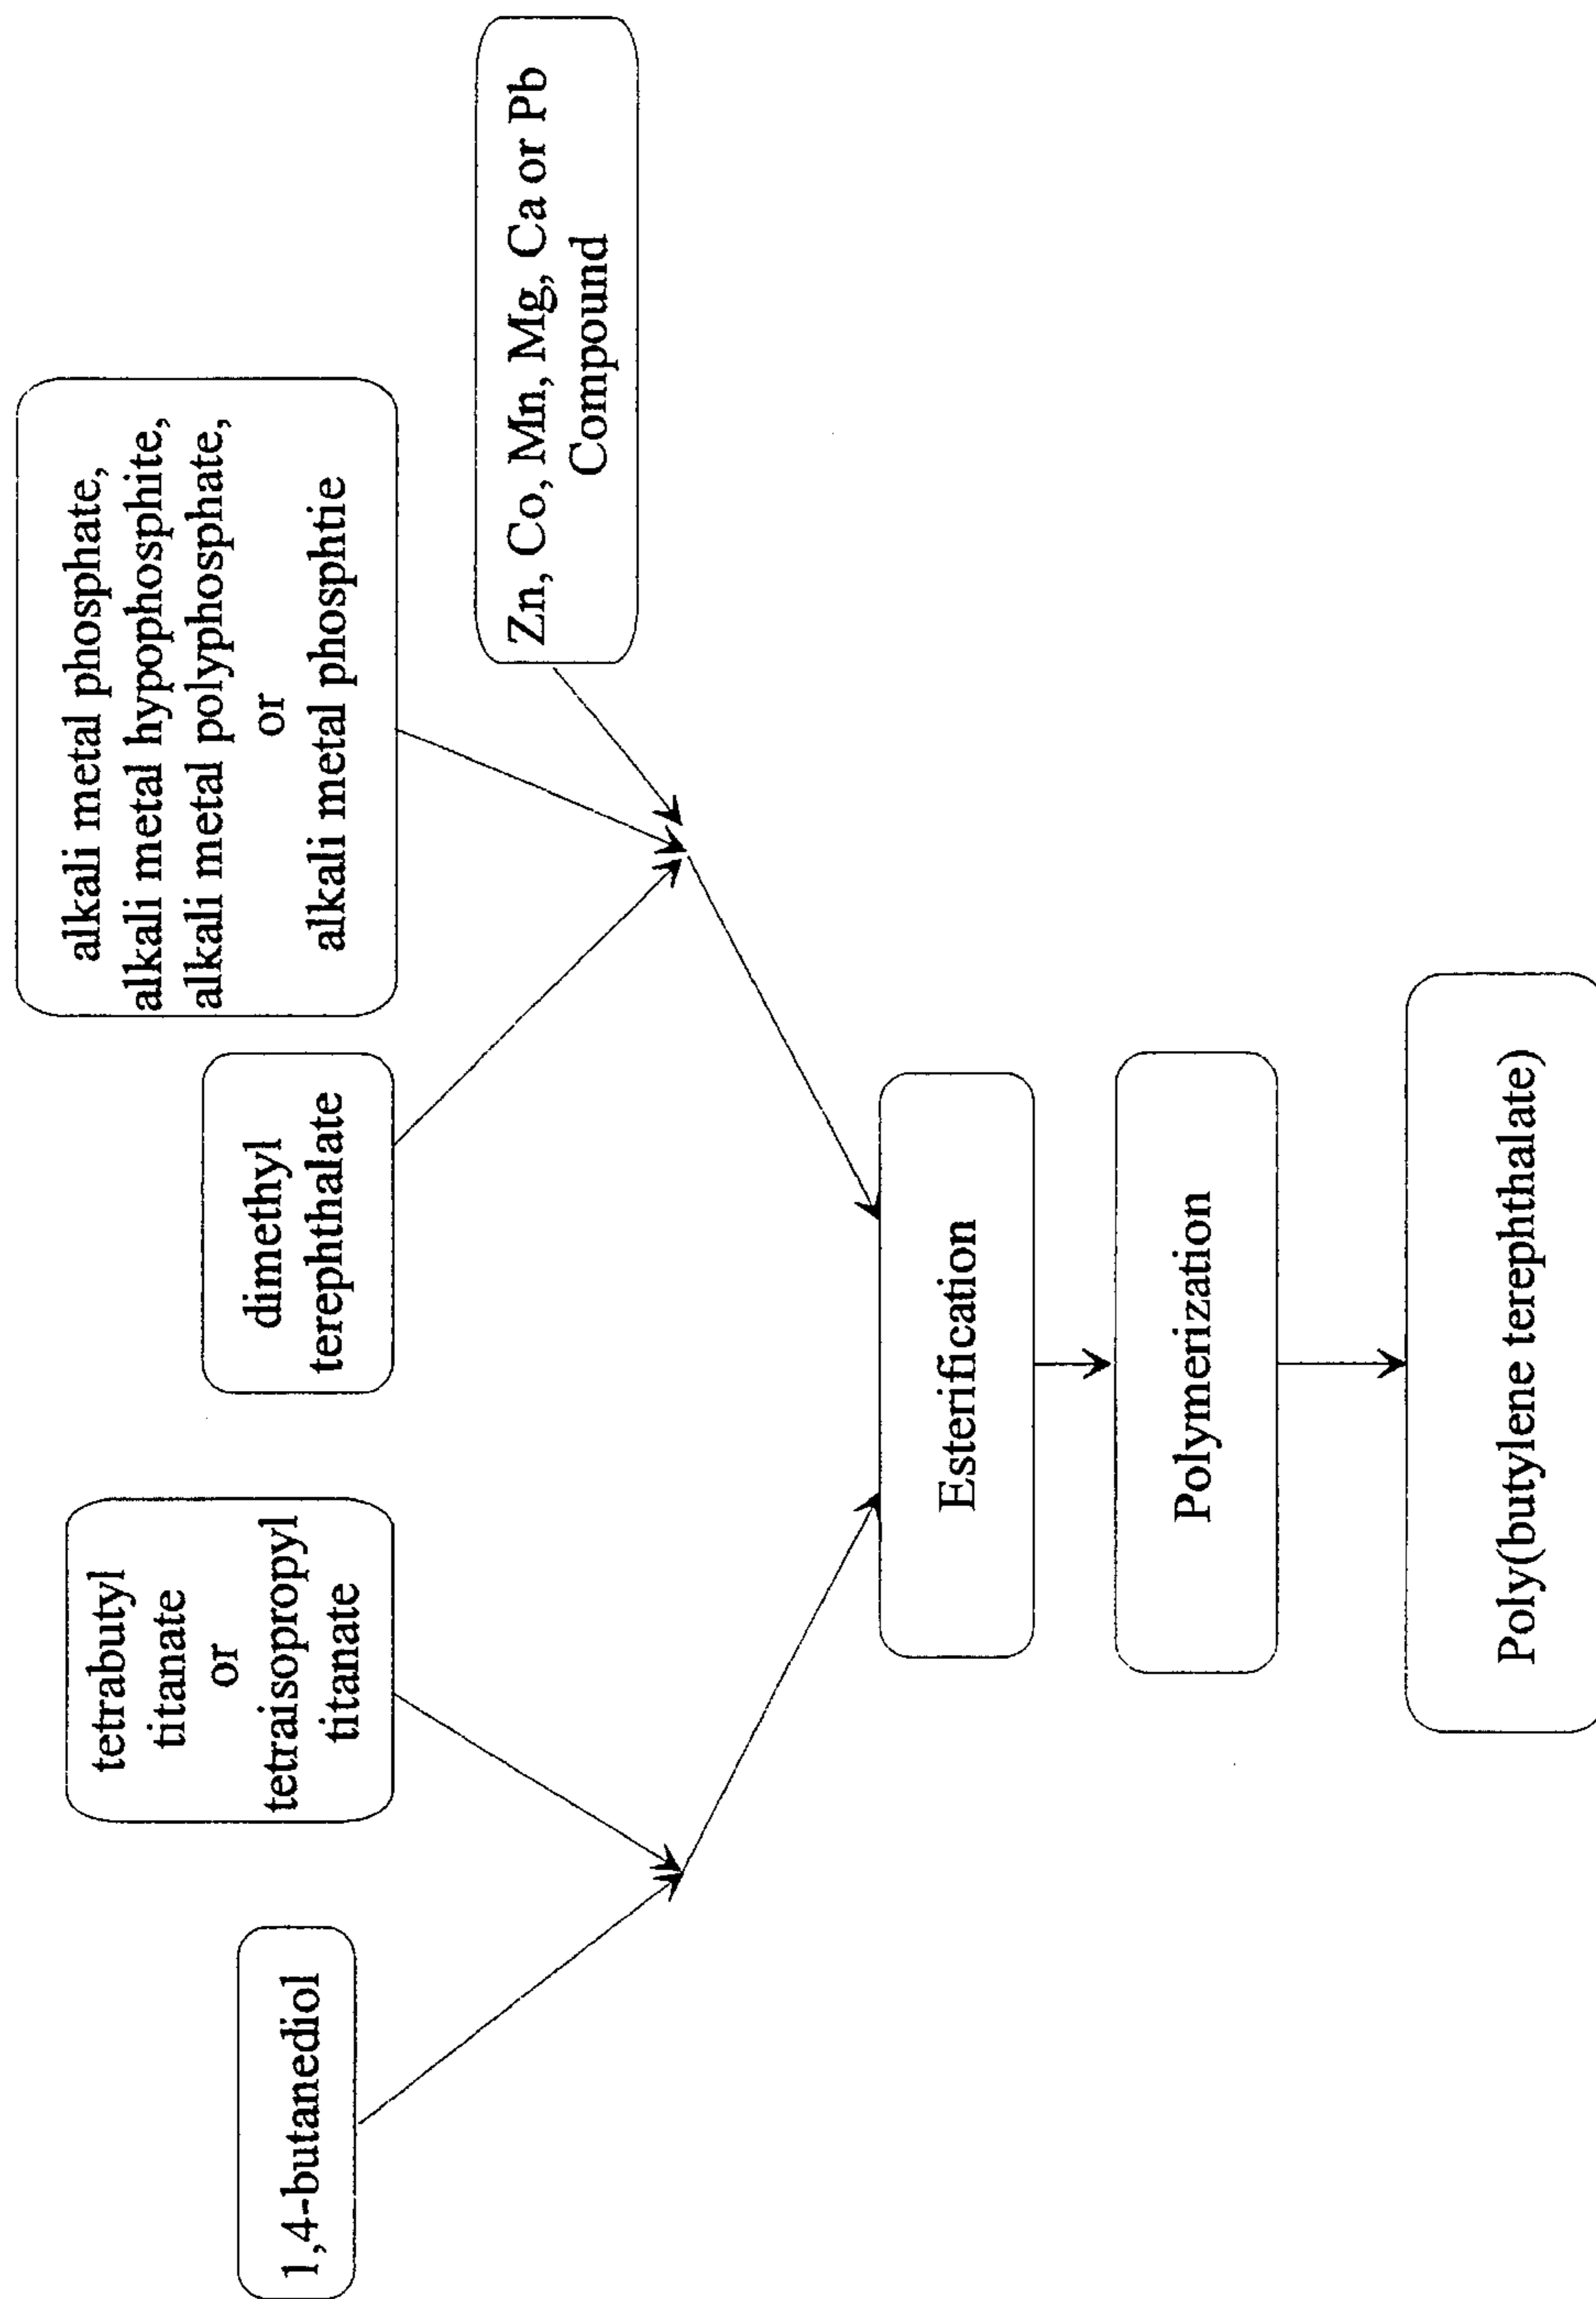 1,4-butanediol
tetrabutyl
titanate
or
tetraisopropyl
titanate
dimethyl
terephthalate
alkali metal phosphate,
alkali metal hypophosphite,
alkali metal polyphosphate,
or
alkali metal phosphtie
Zn, Co, Mn, Mg, Ca or Pb
Compound
Esterification
Polymerization
Poly(butylene terephthalate)